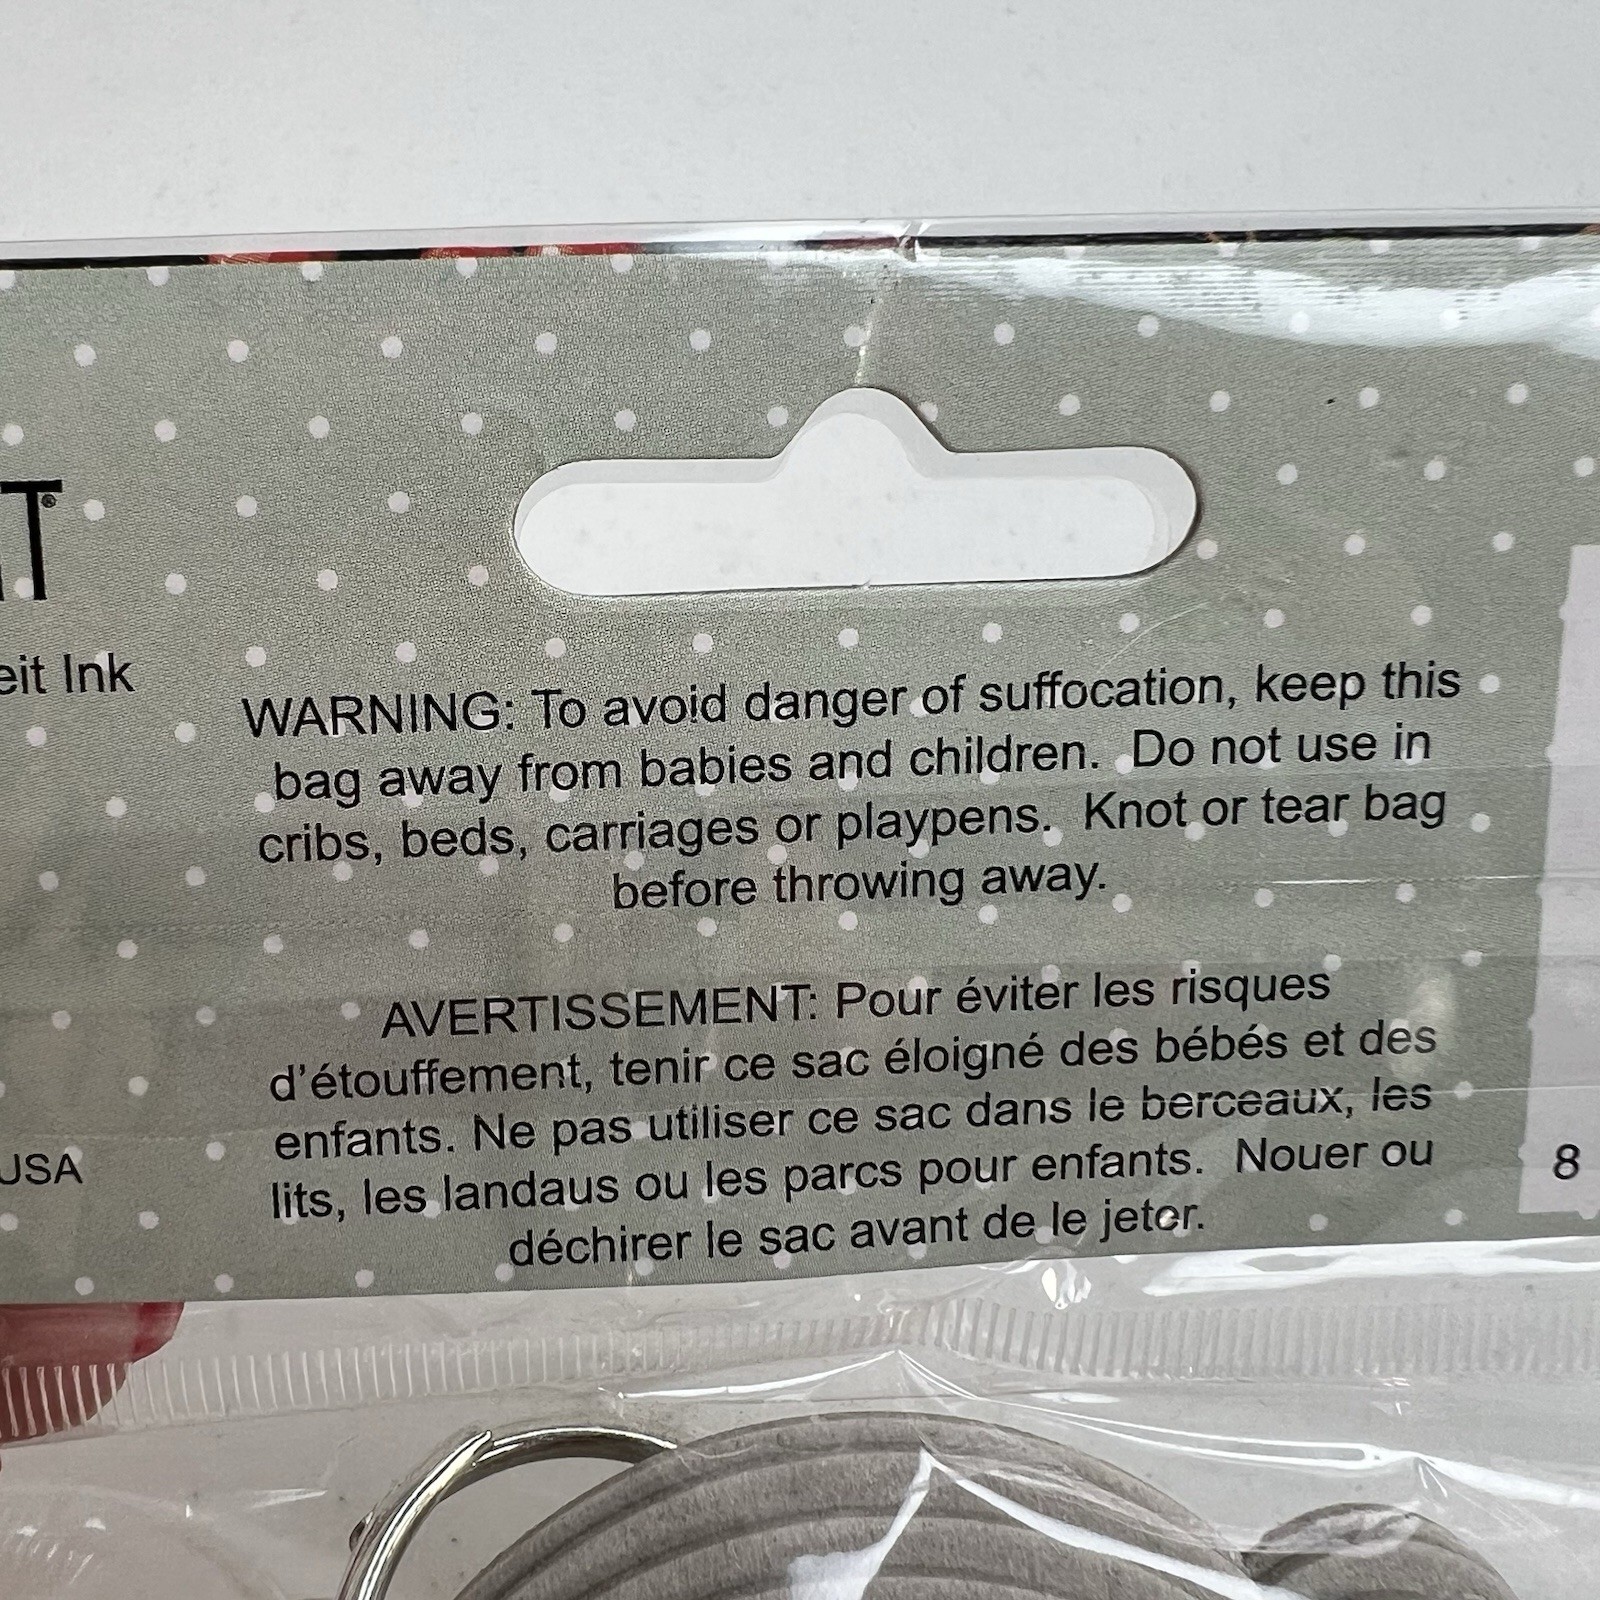 T®
eit Ink
WARNING: To avoid danger of suffocation, keep this
bag away from babies and children. Do not use in
cribs, beds, carriages or playpens. Knot or tear bag
before throwing away.
AVERTISSEMENT: Pour éviter les risques
d'étouffement, tenir ce sac éloigné des bébés et des
enfants. Ne pas utiliser ce sac dans le berceaux, les
lits, les landaus ou les parcs pour enfants. Nouer ou
déchirer le sac avant de le jeter.
USA
8